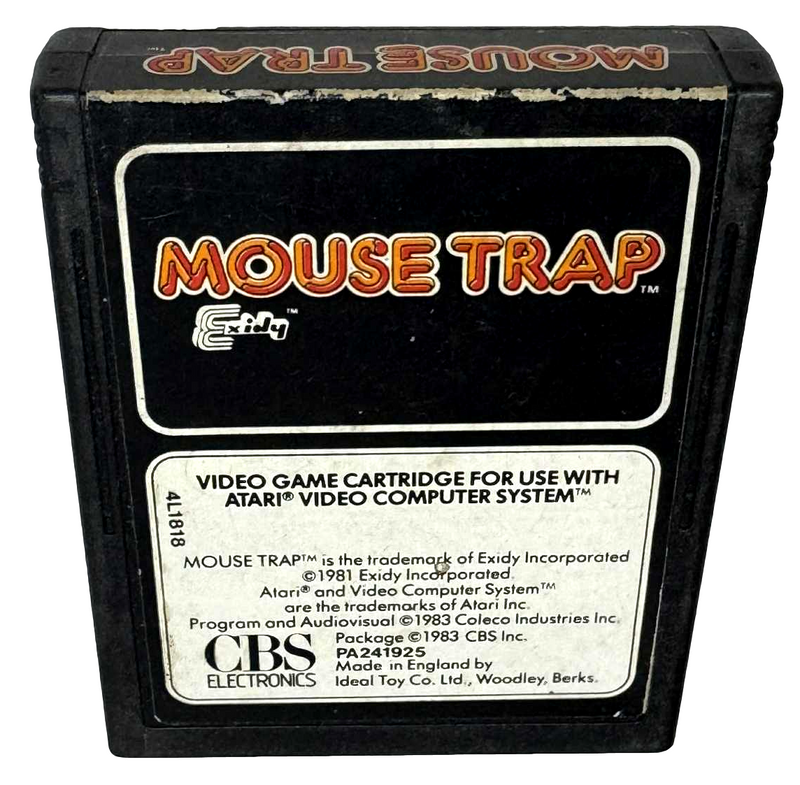 MOUSE TRAP™
MOUSE TRAP™
Exidy™
VIDEO GAME CARTRIDGE FOR USE WITH
ATARI® VIDEO COMPUTER SYSTEM™
4L1818
MOUSE TRAP™ is the trademark of Exidy Incorporated
©1981 Exidy Incorporated.
Atari® and Video Computer System™
are the trademarks of Atari Inc.
Program and Audiovisual ©1983 Coleco Industries Inc.
Package ©1983 CBS Inc.
PA241925
Made in England by
Ideal Toy Co. Ltd., Woodley, Berks.
CBS
ELECTRONICS